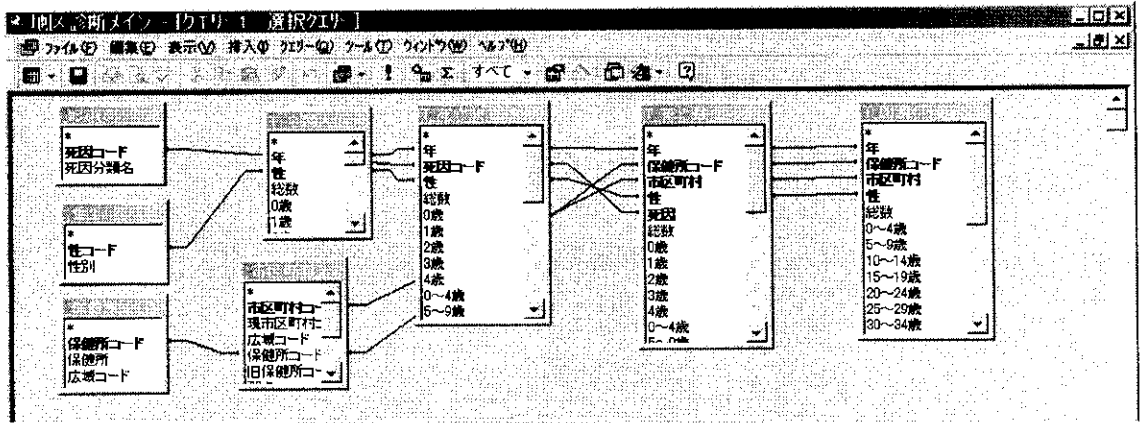 地区診断メイン - [クエリー1 : 選択クエリー]
ファイル(F) 編集(E) 表示(V) 挿入(I) クエリー(Q) ツール(T) ウィンドウ(W) ヘルプ(H)
すべて
*
死因コード
死因分類名
*
性コード
性別
*
保健所コード
保健所
広域コード
*
年
性
総数
0歳
1歳
*
市区町村コー
現市区町村コ
広域コード
保健所コード
旧保健所コー
*
年
死因コード
性
総数
0歳
1歳
2歳
3歳
4歳
0～4歳
5～9歳
*
年
保健所コード
市区町村
性
死因
総数
0歳
1歳
2歳
3歳
4歳
0～4歳
5～9歳
*
年
保健所コード
市区町村
性
総数
0～4歳
5～9歳
10～14歳
15～19歳
20～24歳
25～29歳
30～34歳